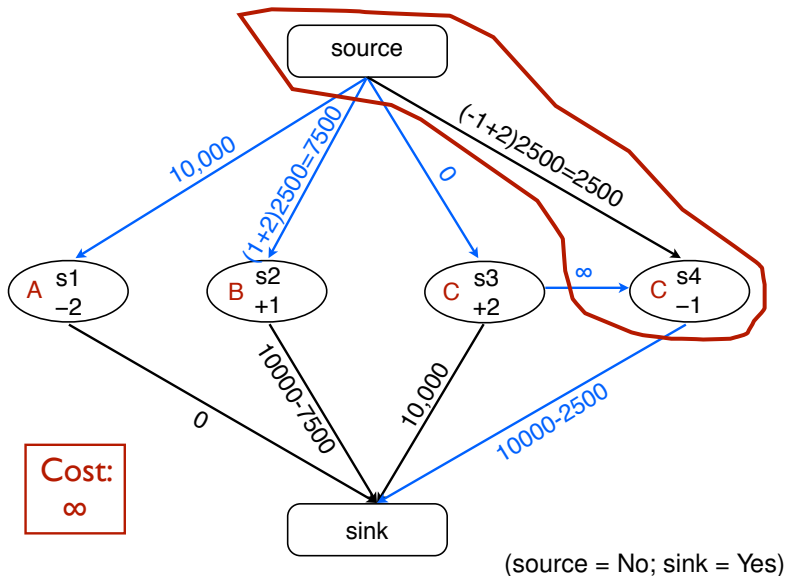 source
10,000
(1+2)2500=7500
0
(-1+2)2500=2500
A
s1
−2
B
s2
+1
C
s3
+2
∞
C
s4
−1
0
10000-7500
10,000
10000-2500
Cost:
∞
sink
(source = No; sink = Yes)